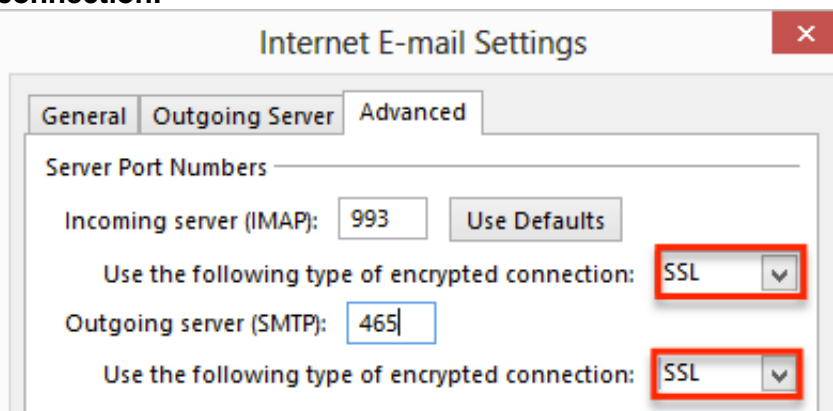 connection.
Internet E-mail Settings
General Outgoing Server Advanced
Server Port Numbers
Incoming server (IMAP): 993 Use Defaults
Use the following type of encrypted connection: SSL
Outgoing server (SMTP): 465
Use the following type of encrypted connection: SSL